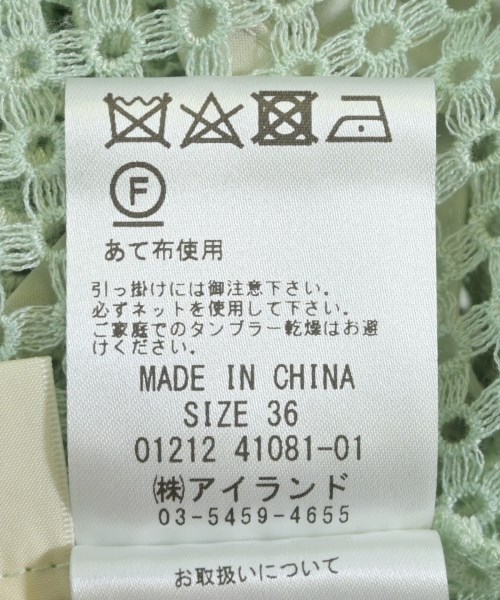 F
あて布使用
引っ掛けには御注意下さい。
必ずネットを使用して下さい。
ご家庭でのタンブラー乾燥はお避
けください。
MADE IN CHINA
SIZE 36
01212 41081-01
㈱アイランド
03-5459-4655
お取扱いについて